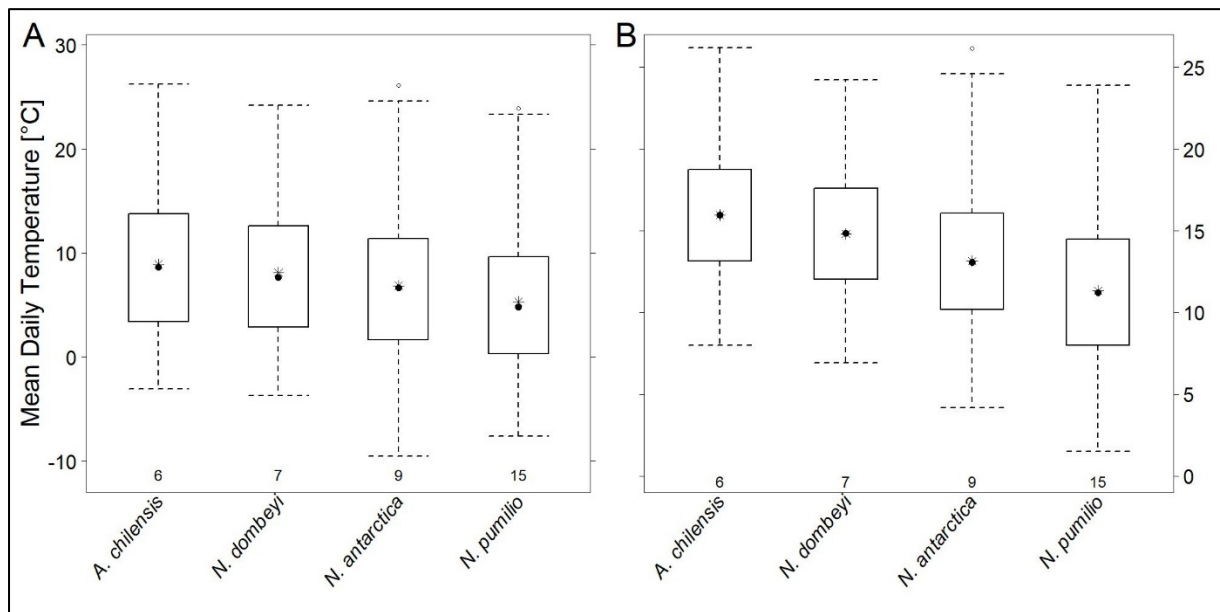 A
B
Mean Daily Temperature [°C]
30
20
10
0
-10
25
20
15
10
5
0
6
7
9
15
6
7
9
15
A. chilensis
N. dombeyi
N. antarctica
N. pumilio
A. chilensis
N. dombeyi
N. antarctica
N. pumilio